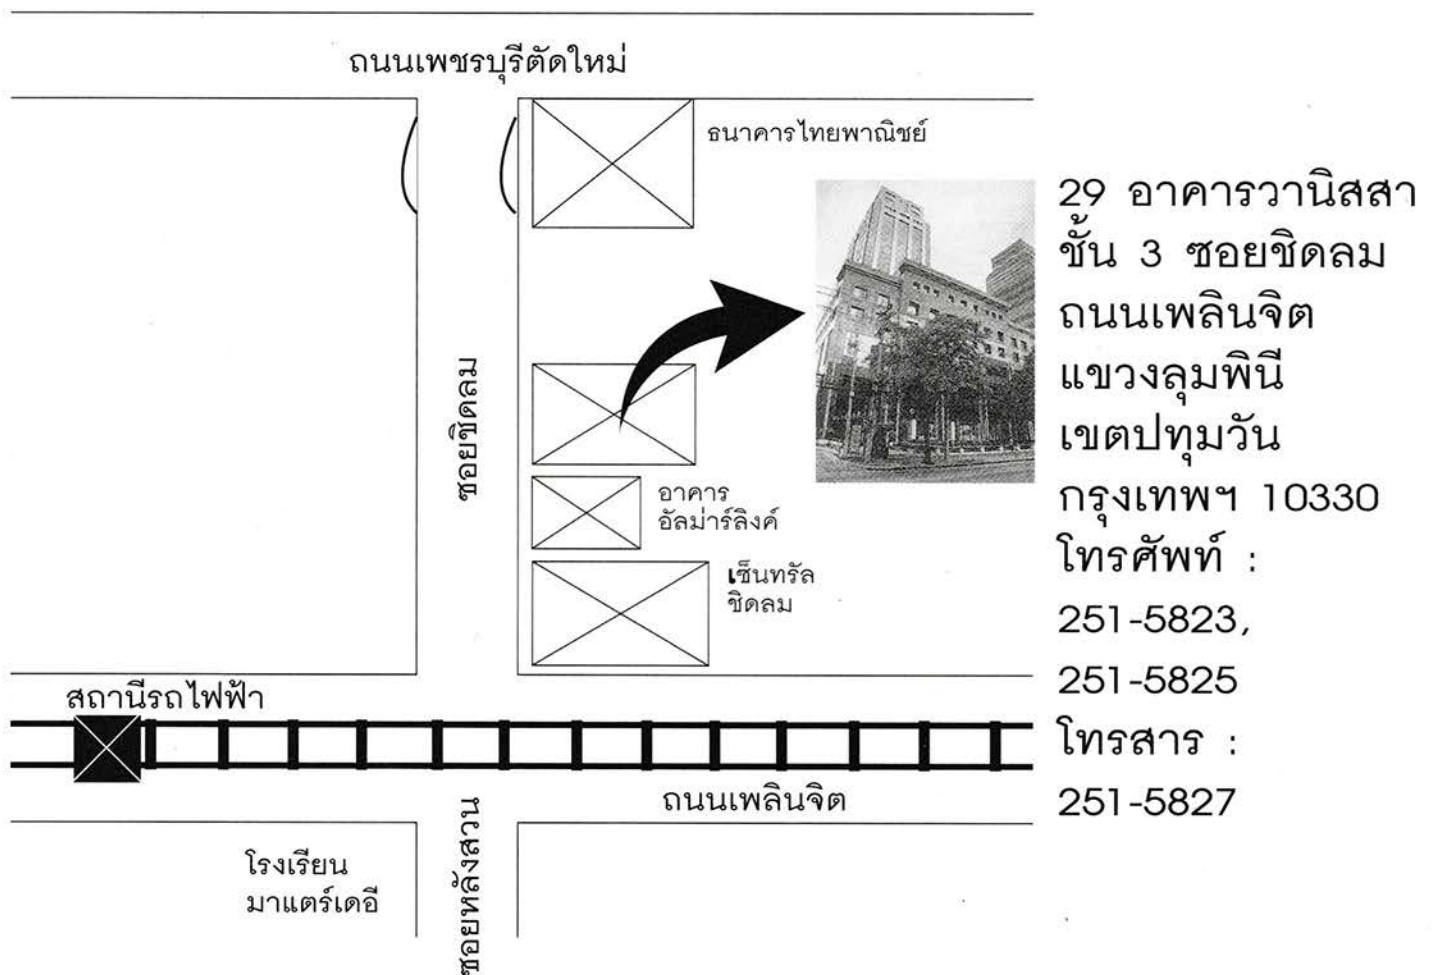 ถนนเพชรบุรีตัดใหม่
ธนาคารไทยพาณิชย์
ซอยชิดลม
อาคาร
อัลม่าร์ลิงค์
เซ็นทรัล
ชิดลม
สถานีรถไฟฟ้า
ถนนเพลินจิต
โรงเรียน
มาแตร์เดอี
ซอยหลังสวน
29 อาคารวานิสสา
ชั้น 3 ซอยชิดลม
ถนนเพลินจิต
แขวงลุมพินี
เขตปทุมวัน
กรุงเทพฯ 10330
โทรศัพท์ :
251-5823,
251-5825
โทรสาร :
251-5827